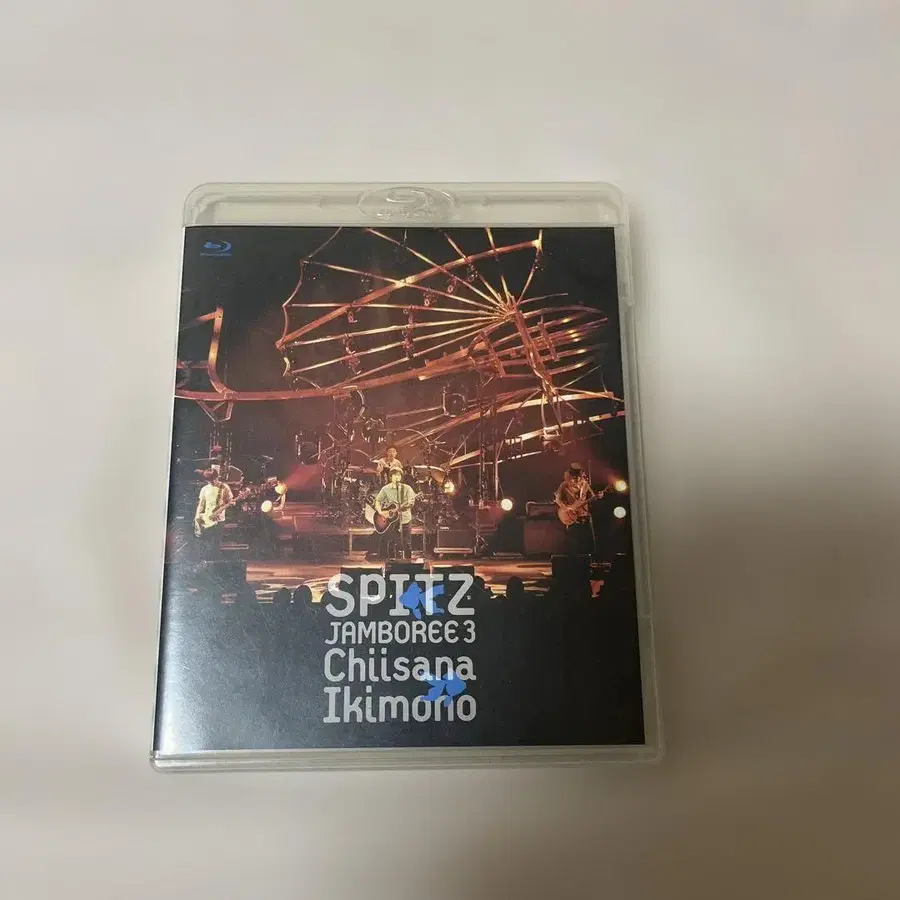 SPITZ
JAMBOREE 3
Chiisana
Ikimono